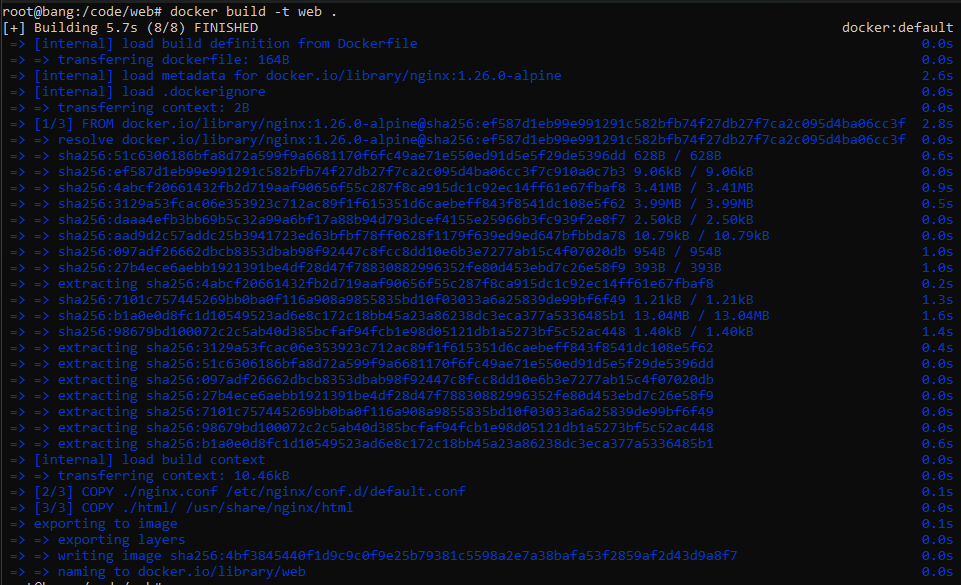 root@bang:/code/web# docker build -t web .
[+] Building 5.7s (8/8) FINISHED docker:default
=> [internal] load build definition from Dockerfile 0.0s
=> => transferring dockerfile: 164B 0.0s
=> [internal] load metadata for docker.io/library/nginx:1.26.0-alpine 2.6s
=> [internal] load .dockerignore 0.0s
=> => transferring context: 2B 0.0s
=> [1/3] FROM docker.io/library/nginx:1.26.0-alpine@sha256:ef587d1eb99e991291c582bfb74f27db27f7ca2c095d4ba06cc3f 2.8s
=> => resolve docker.io/library/nginx:1.26.0-alpine@sha256:ef587d1eb99e991291c582bfb74f27db27f7ca2c095d4ba06cc3f 0.0s
=> => sha256:51c6306186bfa8d72a599f9a6681170f6fc49ae71e550ed91d5e5f29de5396dd 628B / 628B 0.6s
=> => sha256:ef587d1eb99e991291c582bfb74f27db27f7ca2c095d4ba06cc3f7c910a0c7b3 9.06kB / 9.06kB 0.0s
=> => sha256:4abcf20661432fb2d719aaf90656f55c287f8ca915dc1c92ec14ff61e67fbaf8 3.41MB / 3.41MB 0.9s
=> => sha256:3129a53fcac06e353923c712ac89f1f615351d6caebeff843f8541dc108e5f62 3.99MB / 3.99MB 0.5s
=> => sha256:daaa4efb3bb69b5c32a99a6bf17a88b94d793dcef4155e25966b3fc939f2e8f7 2.50kB / 2.50kB 0.0s
=> => sha256:aad9d2c57addc25b3941723ed63bfbf78ff0628f1179f639ed9ed647bfbbda78 10.79kB / 10.79kB 0.0s
=> => sha256:097adf26662dbcb8353dbab98f92447c8fcc8dd10e6b3e7277ab15c4f07020db 954B / 954B 1.0s
=> => sha256:27b4ece6aebb1921391be4df28d47f78830882996352fe80d453ebd7c26e58f9 393B / 393B 1.0s
=> => extracting sha256:4abcf20661432fb2d719aaf90656f55c287f8ca915dc1c92ec14ff61e67fbaf8 0.2s
=> => sha256:7101c757445269bb0ba0f116a908a9855835bd10f03033a6a25839de99bf6f49 1.21kB / 1.21kB 1.3s
=> => sha256:b1a0e0d8fc1d10549523ad6e8c172c18bb45a23a86238dc3eca377a5336485b1 13.04MB / 13.04MB 1.6s
=> => sha256:98679bd100072c2c5ab40d385bcfaf94fcb1e98d05121db1a5273bf5c52ac448 1.40kB / 1.40kB 1.4s
=> => extracting sha256:3129a53fcac06e353923c712ac89f1f615351d6caebeff843f8541dc108e5f62 0.4s
=> => extracting sha256:51c6306186bfa8d72a599f9a6681170f6fc49ae71e550ed91d5e5f29de5396dd 0.0s
=> => extracting sha256:097adf26662dbcb8353dbab98f92447c8fcc8dd10e6b3e7277ab15c4f07020db 0.0s
=> => extracting sha256:27b4ece6aebb1921391be4df28d47f78830882996352fe80d453ebd7c26e58f9 0.0s
=> => extracting sha256:7101c757445269bb0ba0f116a908a9855835bd10f03033a6a25839de99bf6f49 0.0s
=> => extracting sha256:98679bd100072c2c5ab40d385bcfaf94fcb1e98d05121db1a5273bf5c52ac448 0.0s
=> => extracting sha256:b1a0e0d8fc1d10549523ad6e8c172c18bb45a23a86238dc3eca377a5336485b1 0.6s
=> [internal] load build context 0.0s
=> => transferring context: 10.46kB 0.0s
=> [2/3] COPY ./nginx.conf /etc/nginx/conf.d/default.conf 0.1s
=> [3/3] COPY ./html/ /usr/share/nginx/html 0.0s
=> exporting to image 0.1s
=> => exporting layers 0.0s
=> => writing image sha256:4bf3845440f1d9c9c0f9e25b79381c5598a2e7a38bafa53f2859af2d43d9a8f7 0.0s
=> => naming to docker.io/library/web 0.0s